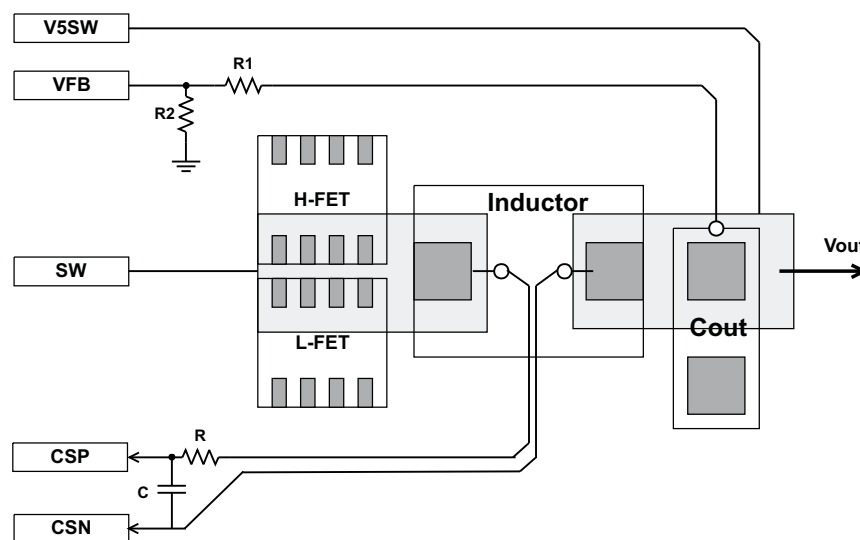 V5SW
R1
VFB
R2
H-FET
Inductor
SW
Vout
Cout
L-FET
R
CSP
C
CSN